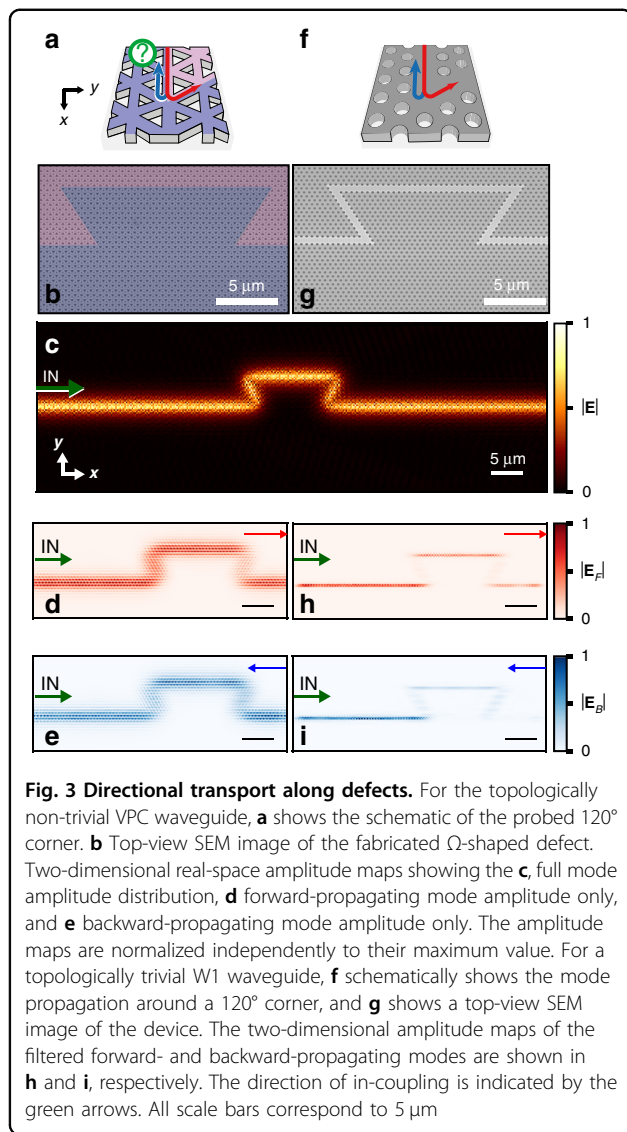 a
f
?
y
x
b
5 µm
g
5 µm
c
IN
y
x
5 µm
1
|E|
0
IN
d
IN
h
1
|E_F|
0
IN
e
IN
i
1
|E_B|
0
Fig. 3 Directional transport along defects. For the topologically
non-trivial VPC waveguide, a shows the schematic of the probed 120°
corner. b Top-view SEM image of the fabricated Ω-shaped defect.
Two-dimensional real-space amplitude maps showing the c, full mode
amplitude distribution, d forward-propagating mode amplitude only,
and e backward-propagating mode amplitude only. The amplitude
maps are normalized independently to their maximum value. For a
topologically trivial W1 waveguide, f schematically shows the mode
propagation around a 120° corner, and g shows a top-view SEM
image of the device. The two-dimensional amplitude maps of the
filtered forward- and backward-propagating modes are shown in
h and i, respectively. The direction of in-coupling is indicated by the
green arrows. All scale bars correspond to 5 µm